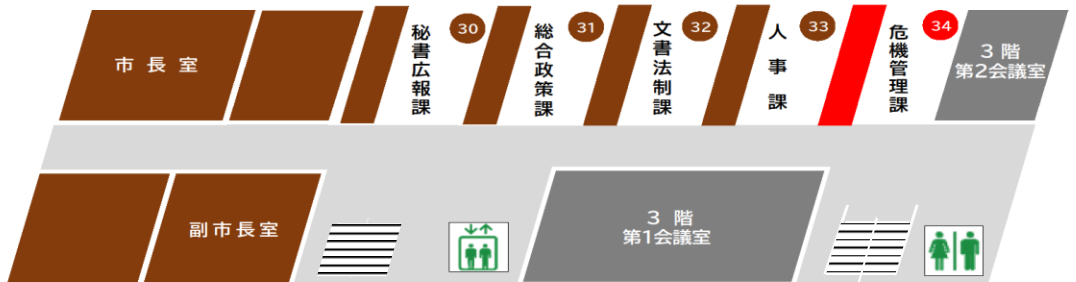 市長室
秘書広報課
30
総合政策課
31
文書法制課
32
人事課
33
危機管理課
34
3階
第2会議室
副市長室
3階
第1会議室